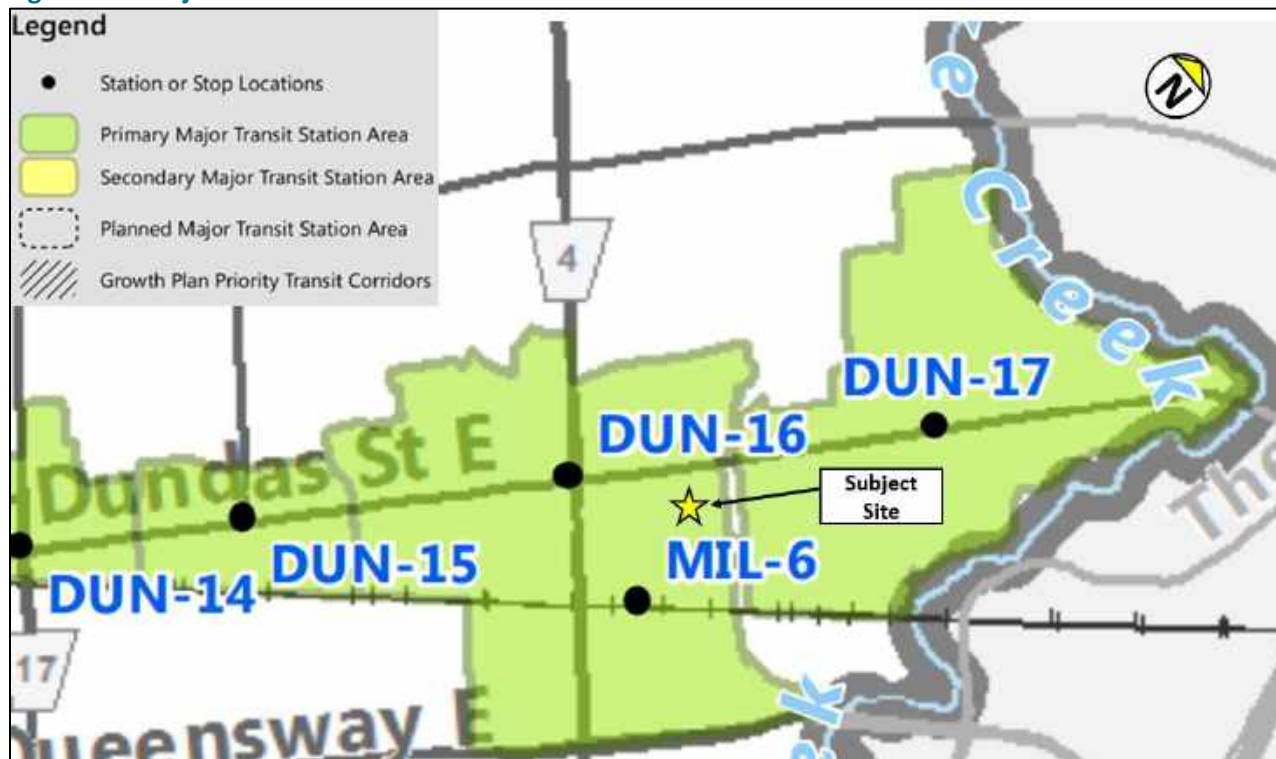 Legend
Station or Stop Locations
Primary Major Transit Station Area
Secondary Major Transit Station Area
Planned Major Transit Station Area
Growth Plan Priority Transit Corridors
N
e Creek
4
DUN-17
DUN-16
Dundas St E
Subject
Site
DUN-15
MIL-6
DUN-14
The
17
ueensway E
k